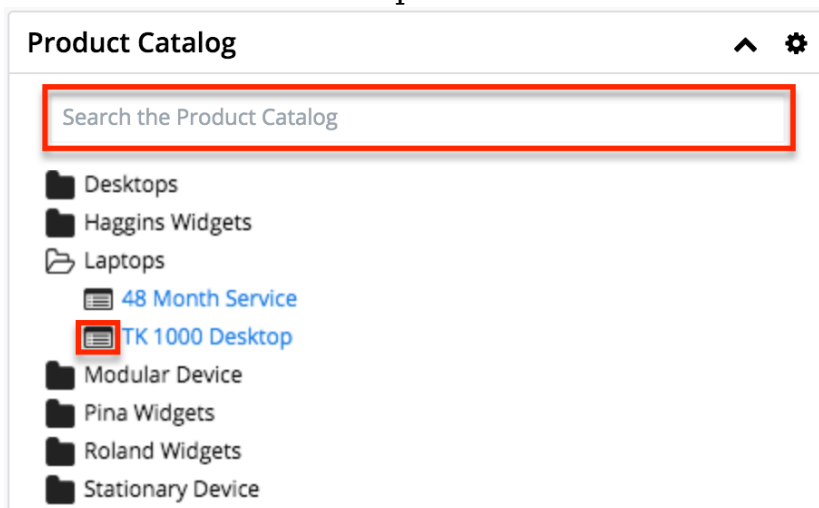 Product Catalog
Search the Product Catalog
Desktops
Haggins Widgets
Laptops
48 Month Service
TK 1000 Desktop
Modular Device
Pina Widgets
Roland Widgets
Stationary Device